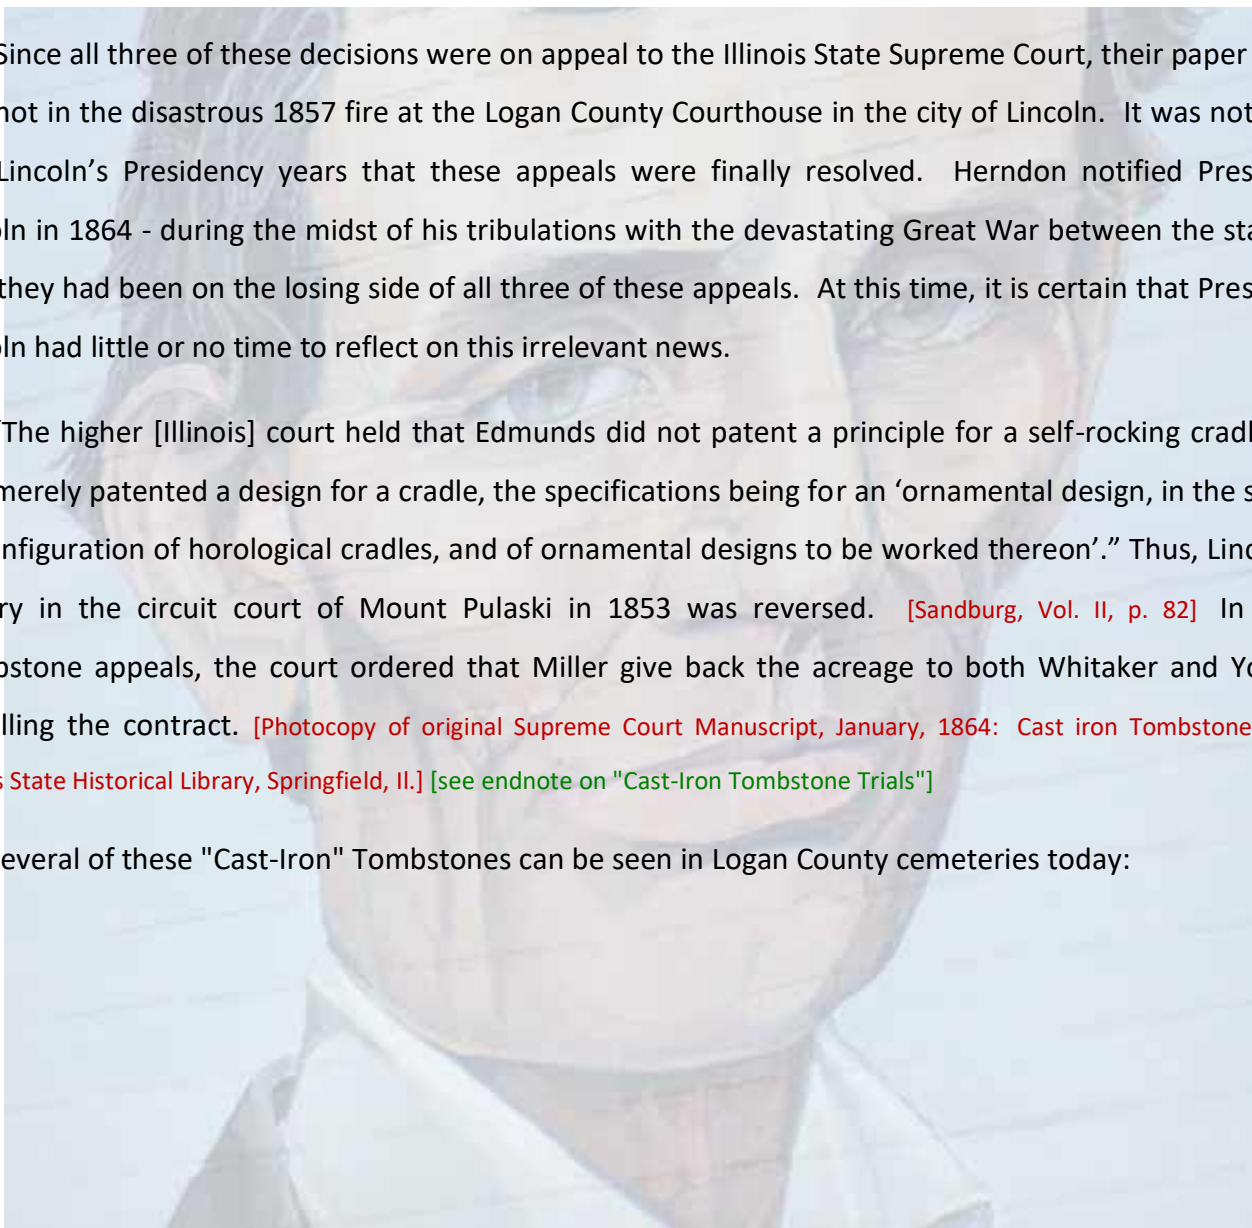 Since all three of these decisions were on appeal to the Illinois State Supreme Court, their paper
not in the disastrous 1857 fire at the Logan County Courthouse in the city of Lincoln. It was not
Lincoln’s Presidency years that these appeals were finally resolved. Herndon notified Pres
ln in 1864 - during the midst of his tribulations with the devastating Great War between the sta
they had been on the losing side of all three of these appeals. At this time, it is certain that Pres
ln had little or no time to reflect on this irrelevant news.
“The higher [Illinois] court held that Edmunds did not patent a principle for a self-rocking cradl
merely patented a design for a cradle, the specifications being for an ‘ornamental design, in the s
nfiguration of horological cradles, and of ornamental designs to be worked thereon’.” Thus, Linc
ry in the circuit court of Mount Pulaski in 1853 was reversed. [Sandburg, Vol. II, p. 82] In
bstone appeals, the court ordered that Miller give back the acreage to both Whitaker and Yo
lling the contract. [Photocopy of original Supreme Court Manuscript, January, 1864: Cast iron Tombstone
s State Historical Library, Springfield, Il.] [see endnote on "Cast-Iron Tombstone Trials"]
everal of these "Cast-Iron" Tombstones can be seen in Logan County cemeteries today: